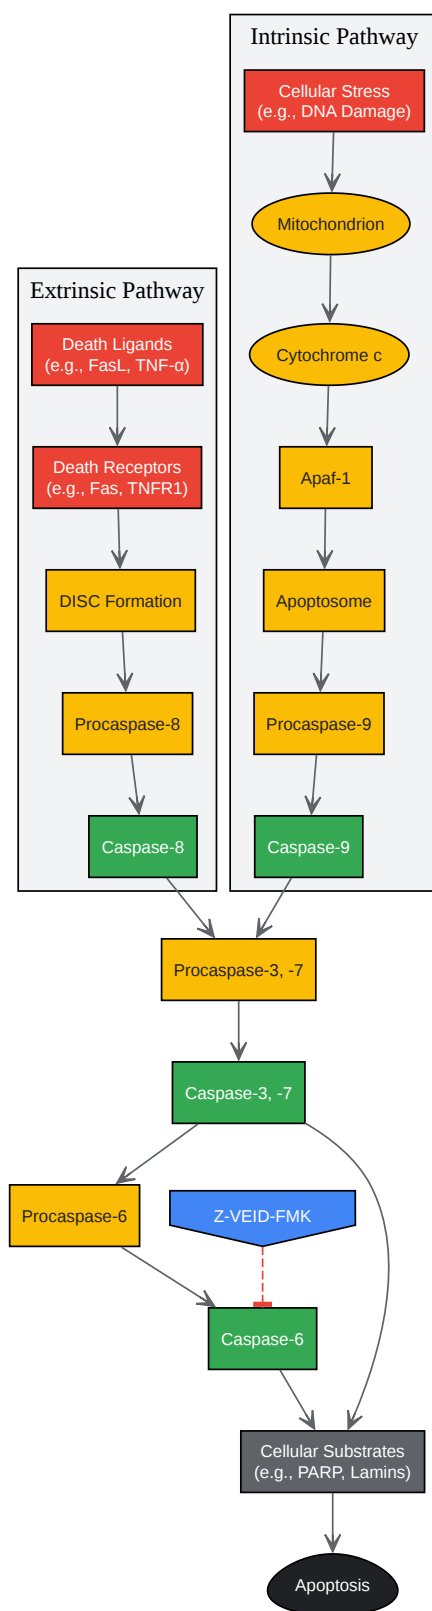 Intrinsic Pathway
Cellular Stress
(e.g., DNA Damage)
Mitochondrion
Cytochrome c
Apaf-1
Apoptosome
Procaspase-9
Caspase-9
Extrinsic Pathway
Death Ligands
(e.g., FasL, TNF-α)
Death Receptors
(e.g., Fas, TNFR1)
DISC Formation
Procaspase-8
Caspase-8
Procaspase-3, -7
Caspase-3, -7
Procaspase-6
Z-VEID-FMK
Caspase-6
Cellular Substrates
(e.g., PARP, Lamins)
Apoptosis